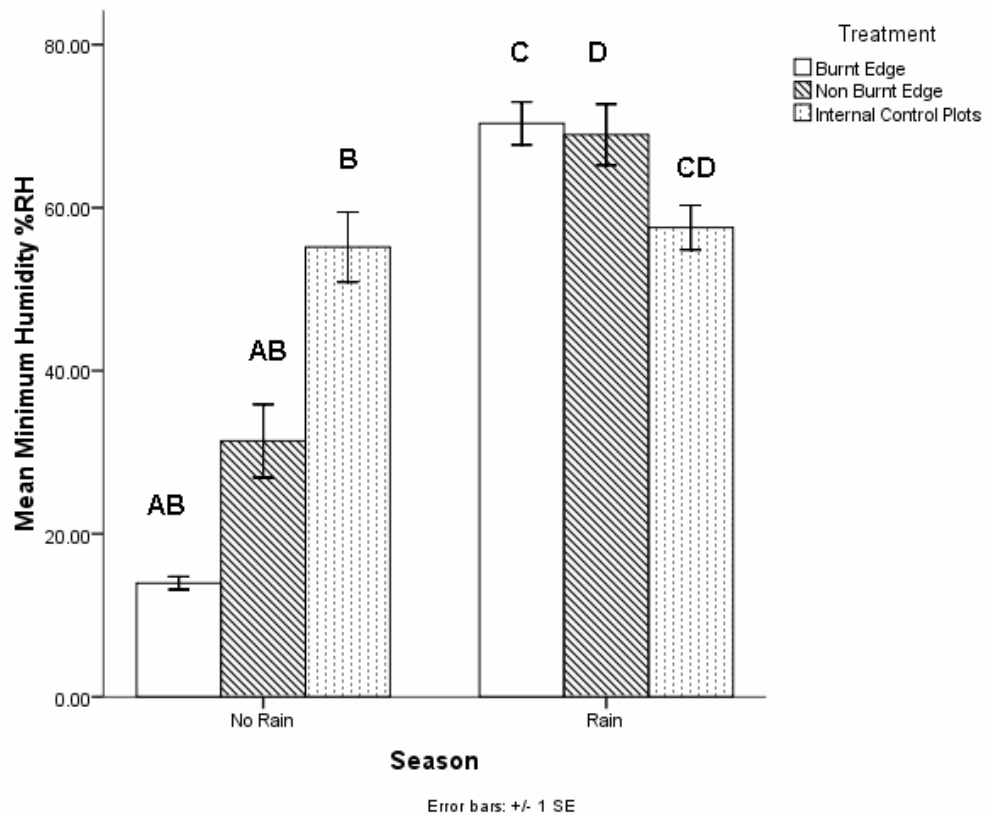 Mean Minimum Humidity %RH
80.00
60.00
40.00
20.00
0.00
AB
AB
B
C
D
CD
No Rain
Rain
Season
Error bars: +/- 1 SE
Treatment
Burnt Edge
Non Burnt Edge
Internal Control Plots